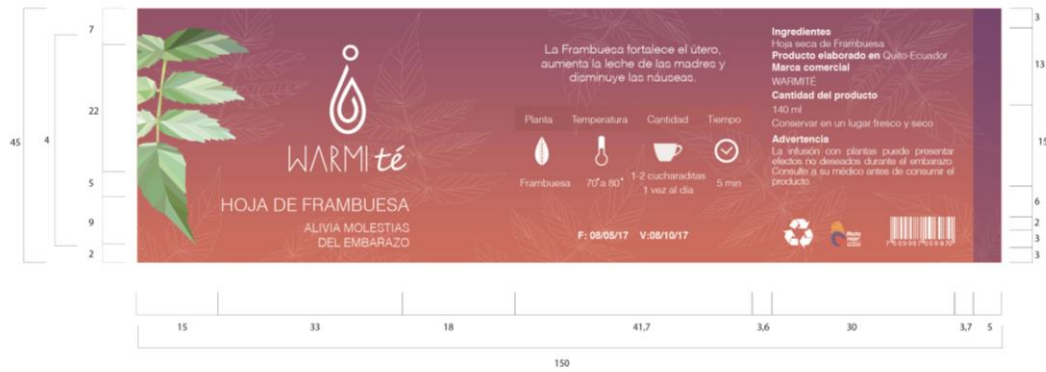 7
22
45
4
5
9
2
WARMI té
HOJA DE FRAMBUESA
ALIVIA MOLESTIAS
DEL EMBARAZO
La Frambuesa fortalece el útero,
aumenta la leche de las madres y
disminuye las náuseas.
Planta Temperatura Cantidad Tiempo
Frambuesa 70°a 80° 1-2 cucharaditas
1 vez al día 5 min
F: 08/05/17 V:08/10/17
Ingredientes
Hoja seca de Frambuesa
Producto elaborado en Quito-Ecuador
Marca comercial
WARMITÉ
Cantidad del producto
140 ml
Conservar en un lugar fresco y seco
Advertencia
La infusión con plantas puede presentar
efectos no deseados durante el embarazo.
Consulte a su médico antes de consumir el
producto.
3
13
15
6
2
3
3
15 33 18 41,7 3,6 30 3,7 5
150